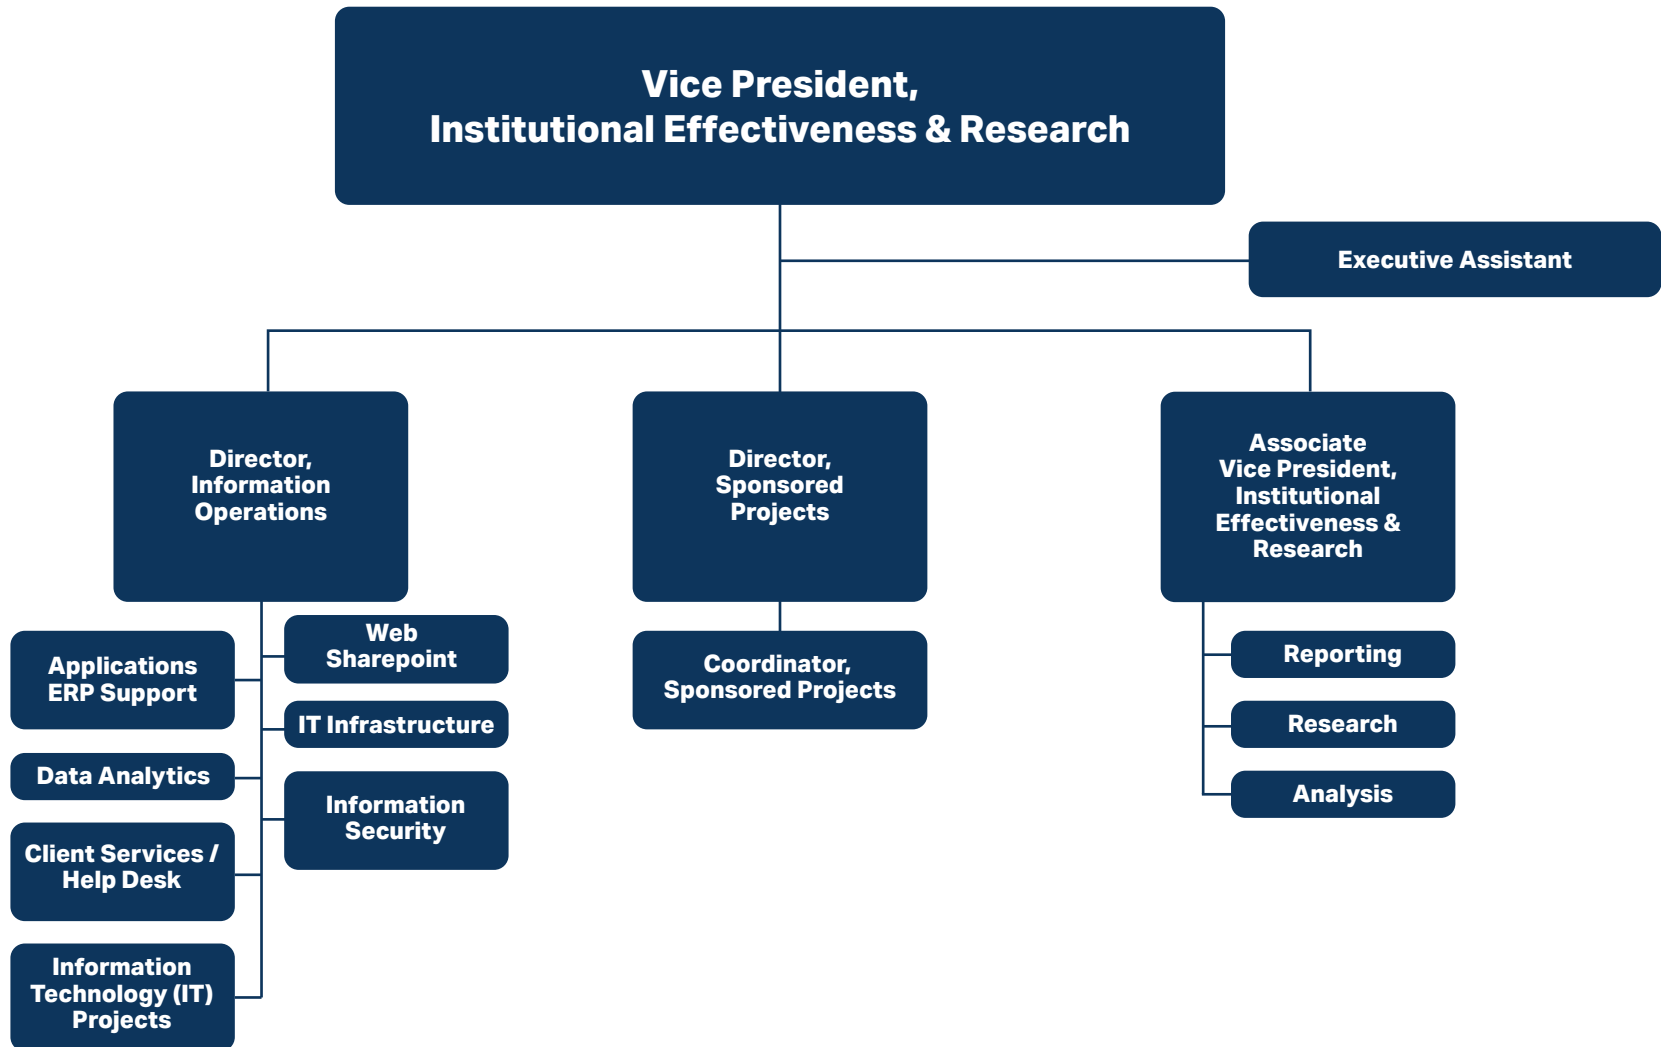 Vice President,
Institutional Effectiveness & Research
Executive Assistant
Director,
Information
Operations
Director,
Sponsored
Projects
Associate
Vice President,
Institutional
Effectiveness &
Research
Applications
ERP Support
Data Analytics
Client Services /
Help Desk
Information
Technology (IT)
Projects
Web
Sharepoint
IT Infrastructure
Information
Security
Coordinator,
Sponsored Projects
Reporting
Research
Analysis